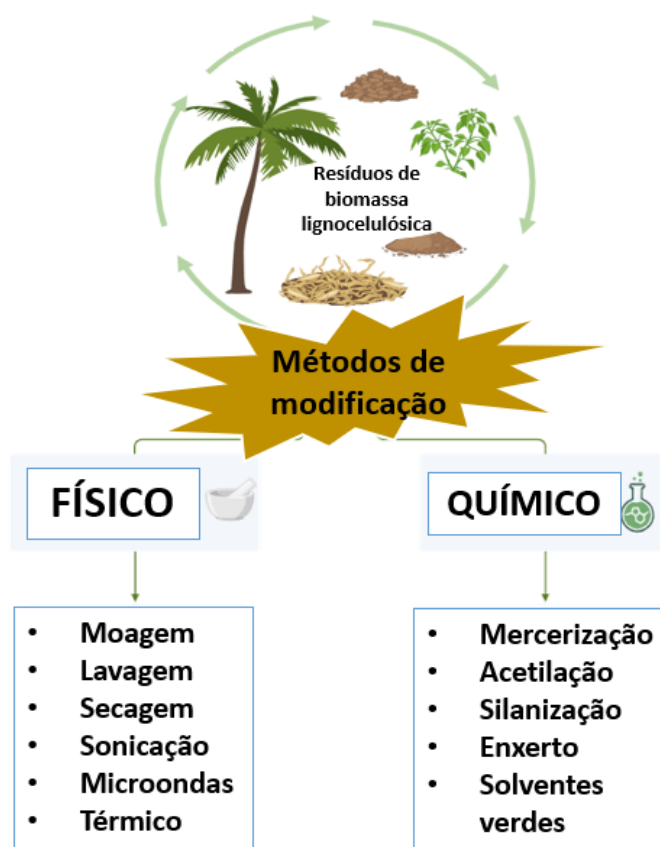 Resíduos de
biomassa
lignocelulósica
Métodos de
modificação
FÍSICO
QUÍMICO
• Moagem
• Lavagem
• Secagem
• Sonicação
• Microondas
• Térmico
• Mercerização
• Acetilação
• Silanização
• Enxerto
• Solventes
verdes